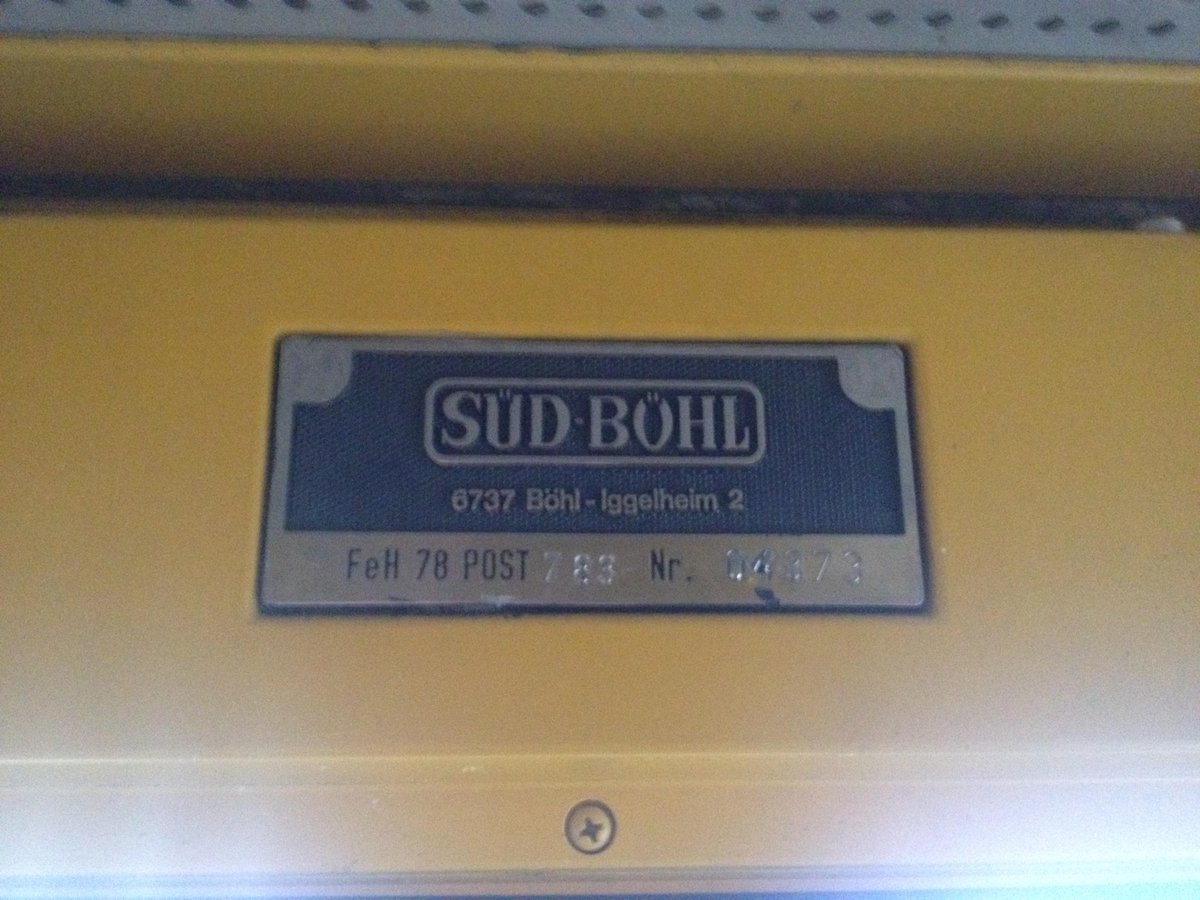 SÜD·BÖHL
6737 Böhl-Iggelheim 2
FeH 78 POST 783 Nr. 04373